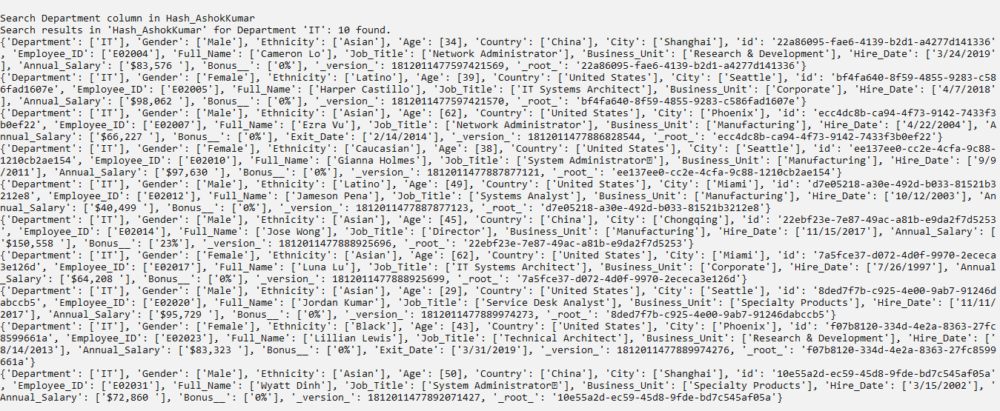 Search Department column in Hash_AshokKumar
Search results in 'Hash_AshokKumar' for Department 'IT': 10 found.
{'Department': ['IT'], 'Gender': ['Male'], 'Ethnicity': ['Asian'], 'Age': [34], 'Country': ['China'], 'City': ['Shanghai'], 'id': '22a86095-fae6-4139-b2d1-a4277d141336'
, 'Employee_ID': ['E02004'], 'Full_Name': ['Cameron Lo'], 'Job_Title': ['Network Administrator'], 'Business_Unit': ['Research & Development'], 'Hire_Date': ['3/24/2019'
], 'Annual_Salary': ['$83,576 '], 'Bonus__': ['0%'], '_version_': 1812011477597421569, '_root_': '22a86095-fae6-4139-b2d1-a4277d141336'}
{'Department': ['IT'], 'Gender': ['Female'], 'Ethnicity': ['Latino'], 'Age': [39], 'Country': ['United States'], 'City': ['Seattle'], 'id': 'bf4fa640-8f59-4855-9283-c58
6fad1607e', 'Employee_ID': ['E02005'], 'Full_Name': ['Harper Castillo'], 'Job_Title': ['IT Systems Architect'], 'Business_Unit': ['Corporate'], 'Hire_Date': ['4/7/2018'
], 'Annual_Salary': ['$98,062 '], 'Bonus__': ['0%'], '_version_': 1812011477597421570, '_root_': 'bf4fa640-8f59-4855-9283-c586fad1607e'}
{'Department': ['IT'], 'Gender': ['Male'], 'Ethnicity': ['Asian'], 'Age': [62], 'Country': ['United States'], 'City': ['Phoenix'], 'id': 'ecc4dc8b-ca94-4f73-9142-7433f3
b0ef22', 'Employee_ID': ['E02007'], 'Full_Name': ['Ezra Vu'], 'Job_Title': ['Network Administrator'], 'Business_Unit': ['Manufacturing'], 'Hire_Date': ['4/22/2004'], 'A
nnual_Salary': ['$66,227 '], 'Bonus__': ['0%'], 'Exit_Date': ['2/14/2014'], '_version_': 1812011477886828544, '_root_': 'ecc4dc8b-ca94-4f73-9142-7433f3b0ef22'}
{'Department': ['IT'], 'Gender': ['Female'], 'Ethnicity': ['Caucasian'], 'Age': [38], 'Country': ['United States'], 'City': ['Seattle'], 'id': 'ee137ee0-cc2e-4cfa-9c88-
1210cb2ae154', 'Employee_ID': ['E02010'], 'Full_Name': ['Gianna Holmes'], 'Job_Title': ['System Administrator'], 'Business_Unit': ['Manufacturing'], 'Hire_Date': ['9/9
/2011'], 'Annual_Salary': ['$97,630 '], 'Bonus__': ['0%'], '_version_': 1812011477887877121, '_root_': 'ee137ee0-cc2e-4cfa-9c88-1210cb2ae154'}
{'Department': ['IT'], 'Gender': ['Male'], 'Ethnicity': ['Latino'], 'Age': [49], 'Country': ['United States'], 'City': ['Miami'], 'id': 'd7e05218-a30e-492d-b033-81521b3
212e8', 'Employee_ID': ['E02012'], 'Full_Name': ['Jameson Pena'], 'Job_Title': ['Systems Analyst'], 'Business_Unit': ['Manufacturing'], 'Hire_Date': ['10/12/2003'], 'An
nual_Salary': ['$40,499 '], 'Bonus__': ['0%'], '_version_': 1812011477887877123, '_root_': 'd7e05218-a30e-492d-b033-81521b3212e8'}
{'Department': ['IT'], 'Gender': ['Male'], 'Ethnicity': ['Asian'], 'Age': [45], 'Country': ['China'], 'City': ['Chongqing'], 'id': '22ebf23e-7e87-49ac-a81b-e9da2f7d5253
', 'Employee_ID': ['E02014'], 'Full_Name': ['Jose Wong'], 'Job_Title': ['Director'], 'Business_Unit': ['Manufacturing'], 'Hire_Date': ['11/15/2017'], 'Annual_Salary': [
'$150,558 '], 'Bonus__': ['23%'], '_version_': 1812011477888925696, '_root_': '22ebf23e-7e87-49ac-a81b-e9da2f7d5253'}
{'Department': ['IT'], 'Gender': ['Female'], 'Ethnicity': ['Asian'], 'Age': [62], 'Country': ['United States'], 'City': ['Miami'], 'id': '7a5fce37-d072-4d0f-9970-2ececa
3e126d', 'Employee_ID': ['E02017'], 'Full_Name': ['Luna Lu'], 'Job_Title': ['IT Systems Architect'], 'Business_Unit': ['Corporate'], 'Hire_Date': ['7/26/1997'], 'Annual
_Salary': ['$64,208 '], 'Bonus__': ['0%'], '_version_': 1812011477888925699, '_root_': '7a5fce37-d072-4d0f-9970-2ececa3e126d'}
{'Department': ['IT'], 'Gender': ['Male'], 'Ethnicity': ['Asian'], 'Age': [29], 'Country': ['United States'], 'City': ['Seattle'], 'id': '8ded7f7b-c925-4e00-9ab7-91246d
abccb5', 'Employee_ID': ['E02020'], 'Full_Name': ['Jordan Kumar'], 'Job_Title': ['Service Desk Analyst'], 'Business_Unit': ['Specialty Products'], 'Hire_Date': ['11/11/
2017'], 'Annual_Salary': ['$95,729 '], 'Bonus__': ['0%'], '_version_': 1812011477889974273, '_root_': '8ded7f7b-c925-4e00-9ab7-91246dabccb5'}
{'Department': ['IT'], 'Gender': ['Female'], 'Ethnicity': ['Black'], 'Age': [43], 'Country': ['United States'], 'City': ['Phoenix'], 'id': 'f07b8120-334d-4e2a-8363-27fc
8599661a', 'Employee_ID': ['E02023'], 'Full_Name': ['Lillian Lewis'], 'Job_Title': ['Technical Architect'], 'Business_Unit': ['Research & Development'], 'Hire_Date': ['
8/14/2013'], 'Annual_Salary': ['$83,323 '], 'Bonus__': ['0%'], 'Exit_Date': ['3/31/2019'], '_version_': 1812011477889974276, '_root_': 'f07b8120-334d-4e2a-8363-27fc8599
661a'}
{'Department': ['IT'], 'Gender': ['Male'], 'Ethnicity': ['Asian'], 'Age': [50], 'Country': ['China'], 'City': ['Shanghai'], 'id': '10e55a2d-ec59-45d8-9fde-bd7c545af05a'
, 'Employee_ID': ['E02031'], 'Full_Name': ['Wyatt Dinh'], 'Job_Title': ['System Administrator'], 'Business_Unit': ['Specialty Products'], 'Hire_Date': ['3/15/2002'], '
Annual_Salary': ['$72,860 '], 'Bonus__': ['0%'], '_version_': 1812011477892071427, '_root_': '10e55a2d-ec59-45d8-9fde-bd7c545af05a'}